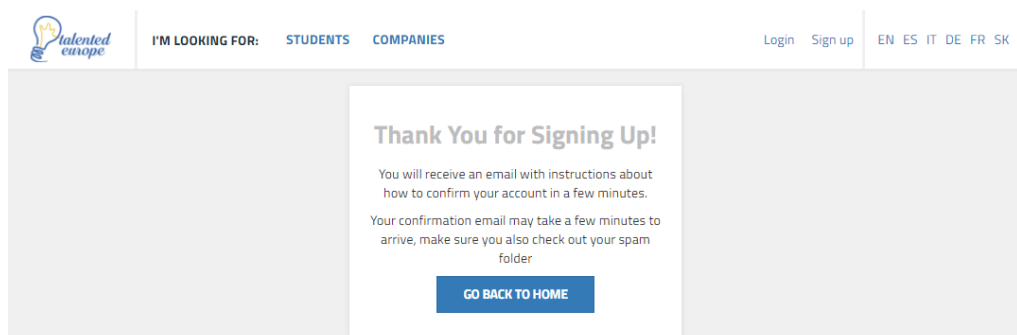 talented
europe
I'M LOOKING FOR: STUDENTS COMPANIES Login Sign up EN ES IT DE FR SK
Thank You for Signing Up!
You will receive an email with instructions about
how to confirm your account in a few minutes.
Your confirmation email may take a few minutes to
arrive, make sure you also check out your spam
folder
GO BACK TO HOME